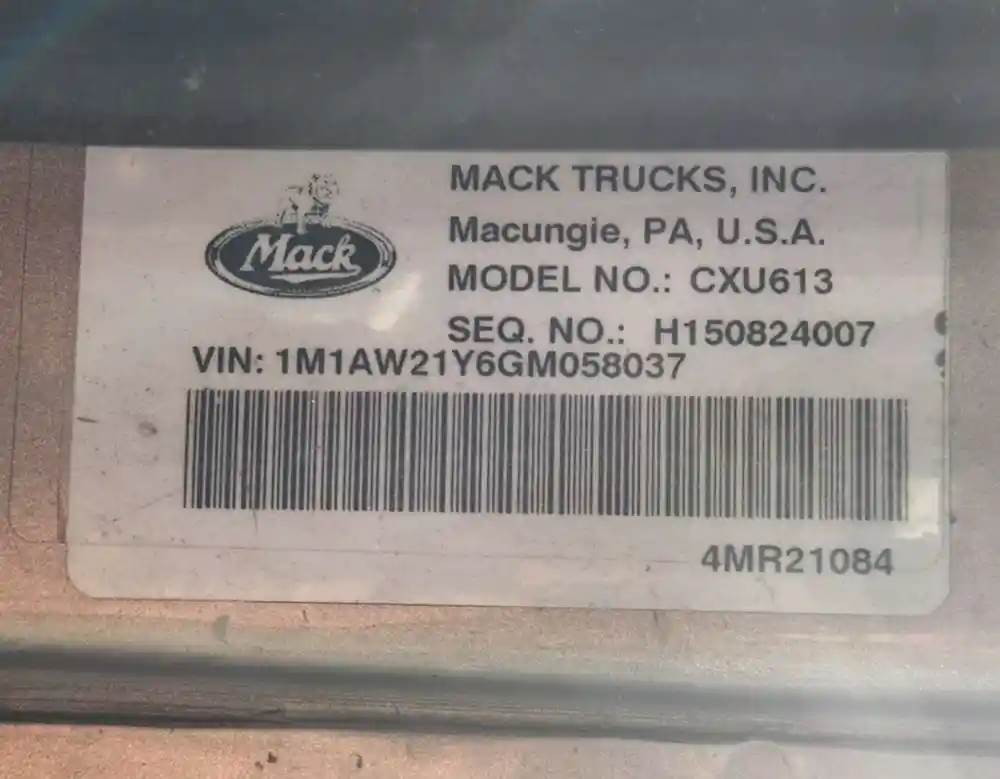 Mack
MACK TRUCKS, INC.
Macungie, PA, U.S.A.
MODEL NO.: CXU613
SEQ. NO.: H150824007
VIN: 1M1AW21Y6GM058037
4MR21084